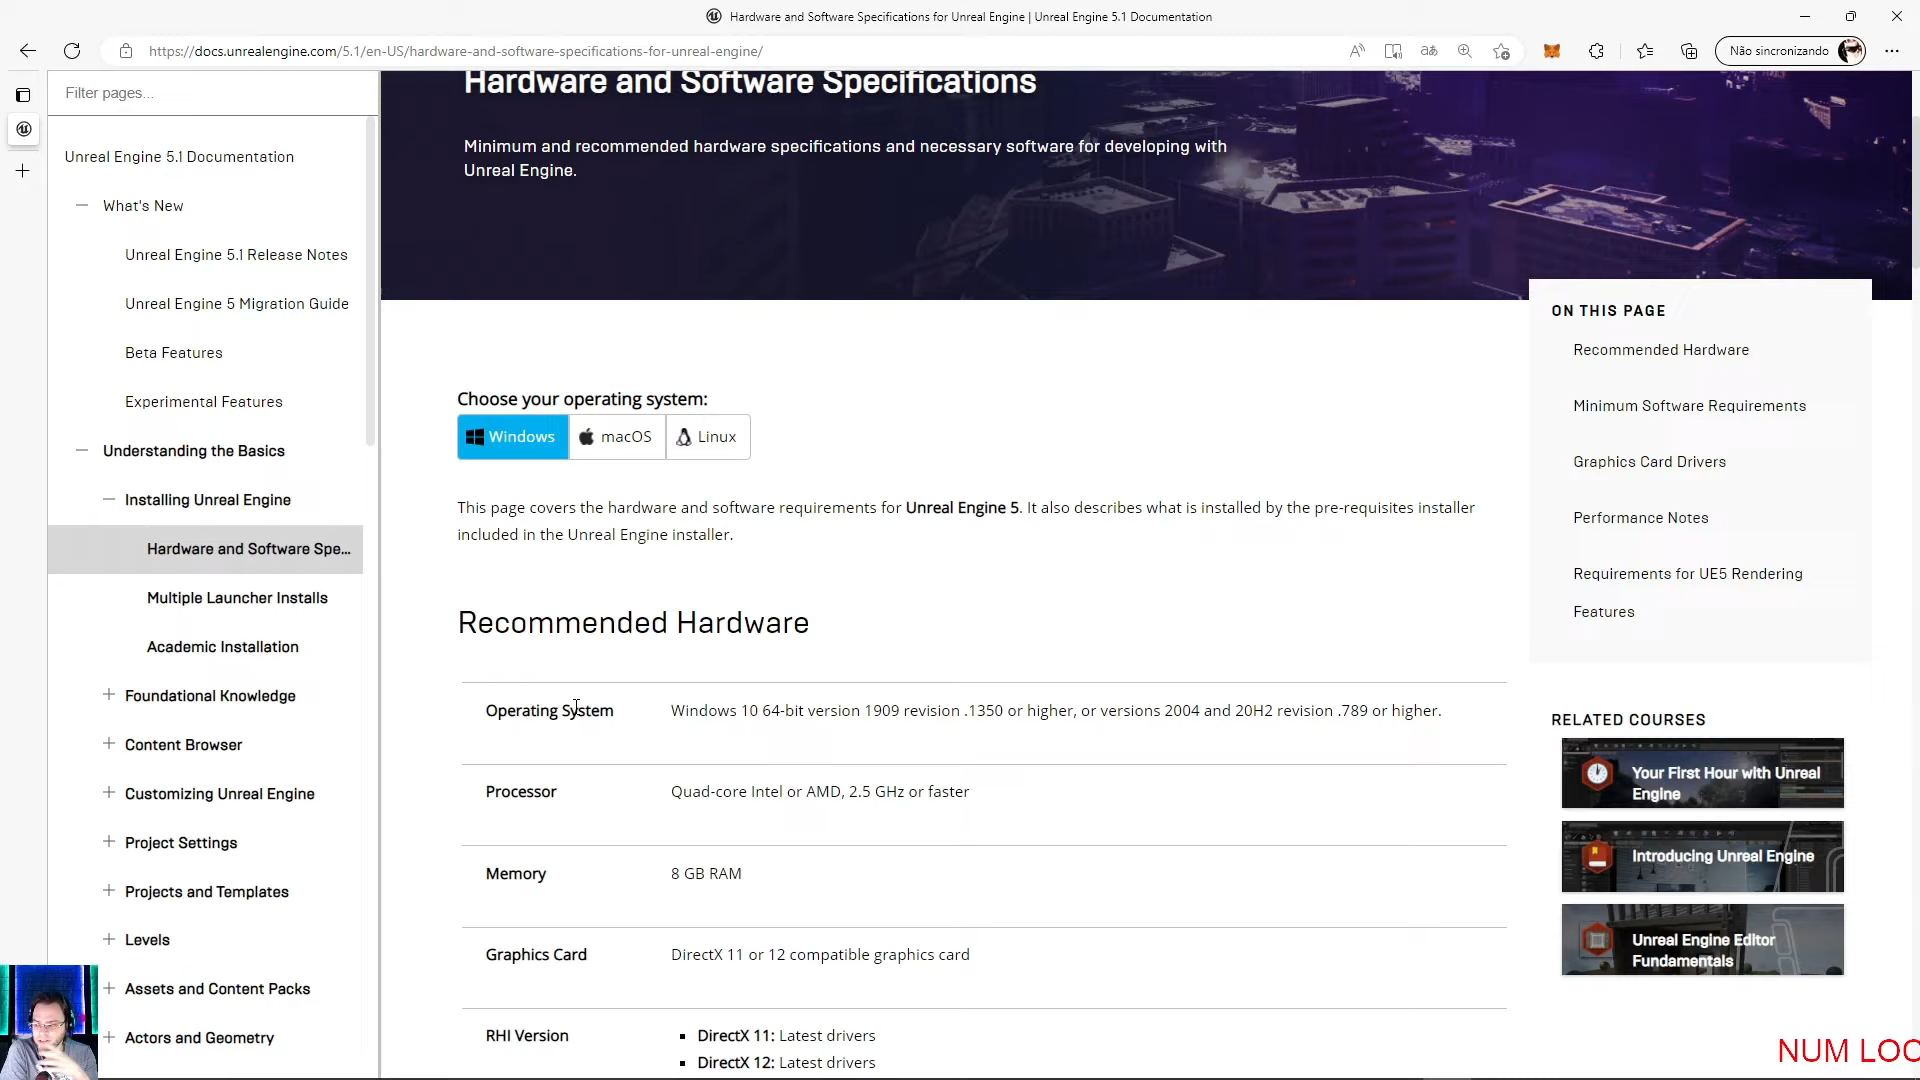 Hardware and Software Specifications for Unreal Engine | Unreal Engine 5.1 Documentation
https://docs.unrealengine.com/5.1/en-US/hardware-and-software-specifications-for-unreal-engine/
Não sincronizando
Filter pages...
Unreal Engine 5.1 Documentation
What's New
Unreal Engine 5.1 Release Notes
Unreal Engine 5 Migration Guide
Beta Features
Experimental Features
Understanding the Basics
Installing Unreal Engine
Hardware and Software Spe...
Multiple Launcher Installs
Academic Installation
Foundational Knowledge
Content Browser
Customizing Unreal Engine
Project Settings
Projects and Templates
Levels
Assets and Content Packs
Actors and Geometry
Hardware and Software Specifications
Minimum and recommended hardware specifications and necessary software for developing with
Unreal Engine.
Choose your operating system:
Windows
macOS
Linux
This page covers the hardware and software requirements for Unreal Engine 5. It also describes what is installed by the pre-requisites installer
included in the Unreal Engine installer.
Recommended Hardware
Operating System Windows 10 64-bit version 1909 revision .1350 or higher, or versions 2004 and 20H2 revision .789 or higher.
Processor Quad-core Intel or AMD, 2.5 GHz or faster
Memory 8 GB RAM
Graphics Card DirectX 11 or 12 compatible graphics card
RHI Version ▪ DirectX 11: Latest drivers
▪ DirectX 12: Latest drivers
ON THIS PAGE
Recommended Hardware
Minimum Software Requirements
Graphics Card Drivers
Performance Notes
Requirements for UE5 Rendering
Features
RELATED COURSES
Your First Hour with Unreal
Engine
Introducing Unreal Engine
Unreal Engine Editor
Fundamentals
NUM LOC